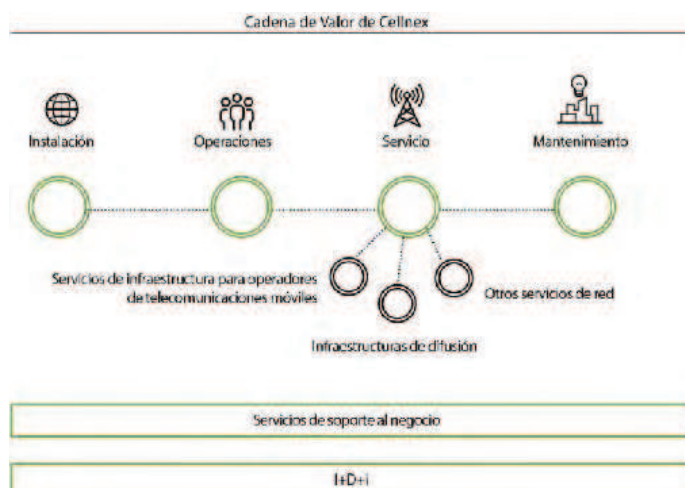 Cadena de Valor de Cellnex
Instalación
Operaciones
Servicio
Mantenimiento
Servicios de infraestructura para operadores
de telecomunicaciones móviles
Otros servicios de red
Infraestructuras de difusión
Servicios de soporte al negocio
I+D+i